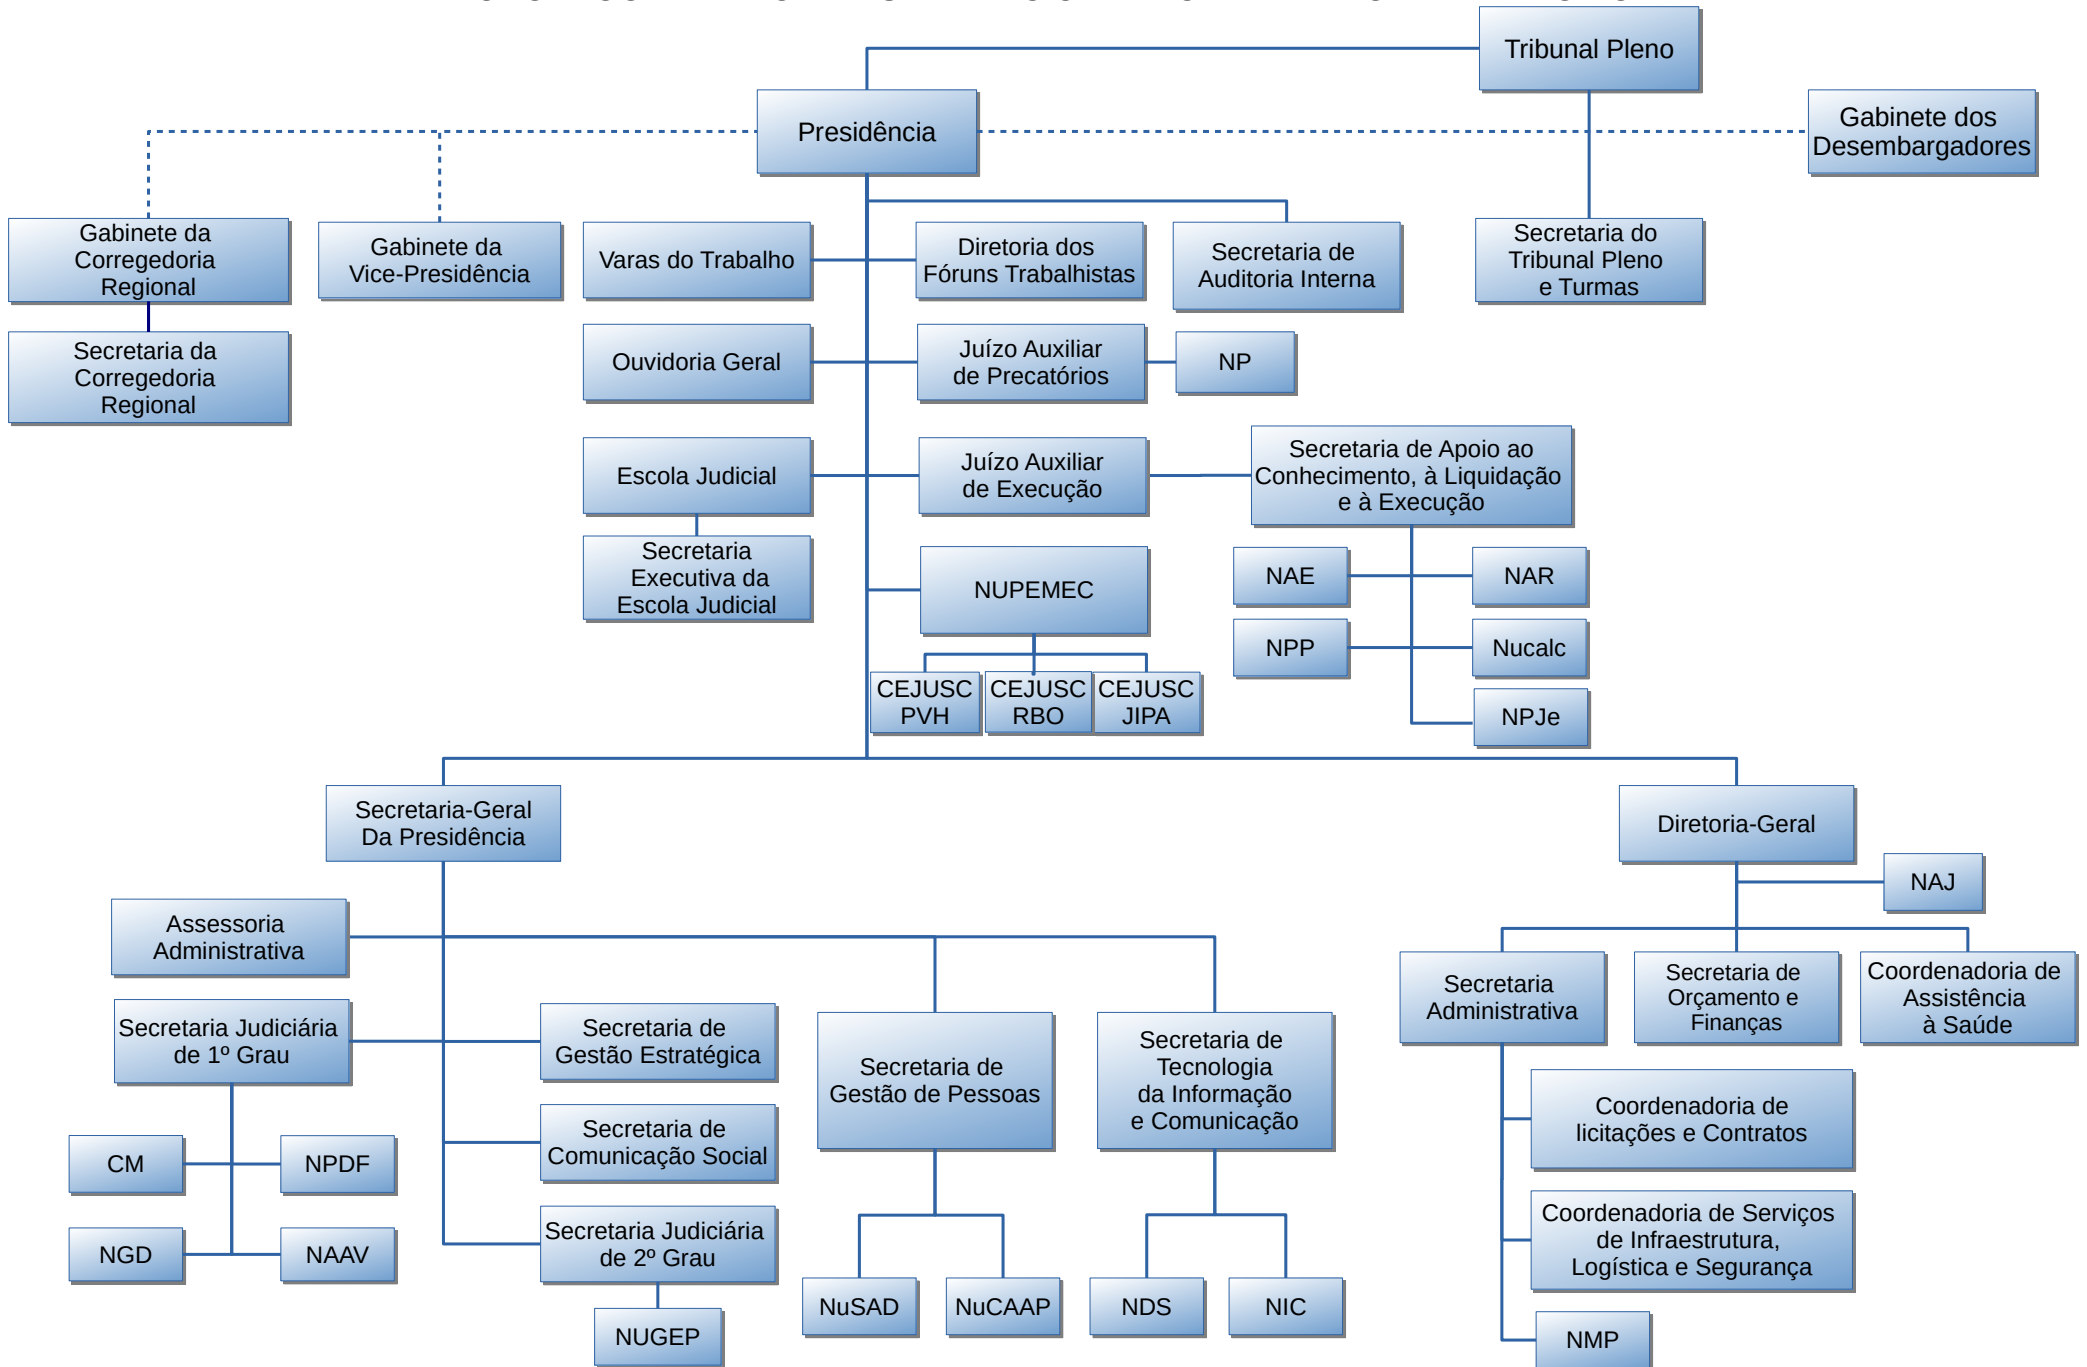 Tribunal Pleno
Presidência
Gabinete dos
Desembargadores
Gabinete da
Corregedoria
Regional
Gabinete da
Vice-Presidência
Varas do Trabalho
Diretoria dos
Fóruns Trabalhistas
Secretaria de
Auditoria Interna
Secretaria do
Tribunal Pleno
e Turmas
Secretaria da
Corregedoria
Regional
Ouvidoria Geral
Juízo Auxiliar
de Precatórios
NP
Escola Judicial
Juízo Auxiliar
de Execução
Secretaria de Apoio ao
Conhecimento, à Liquidação
e à Execução
Secretaria
Executiva da
Escola Judicial
NUPEMEC
NAE
NAR
NPP
Nucalc
NPJe
CEJUSC
PVH
CEJUSC
RBO
CEJUSC
JIPA
Secretaria-Geral
Da Presidência
Diretoria-Geral
NAJ
Assessoria
Administrativa
Secretaria
Administrativa
Secretaria de
Orçamento e
Finanças
Coordenadoria de
Assistência
à Saúde
Secretaria Judiciária
de 1º Grau
Secretaria de
Gestão Estratégica
Secretaria de
Gestão de Pessoas
Secretaria de
Tecnologia
da Informação
e Comunicação
Coordenadoria de
licitações e Contratos
Secretaria de
Comunicação Social
CM
NPDF
NGD
NAAV
Secretaria Judiciária
de 2º Grau
Coordenadoria de Serviços
de Infraestrutura,
Logística e Segurança
NuSAD
NuCAAP
NDS
NIC
NUGEP
NMP